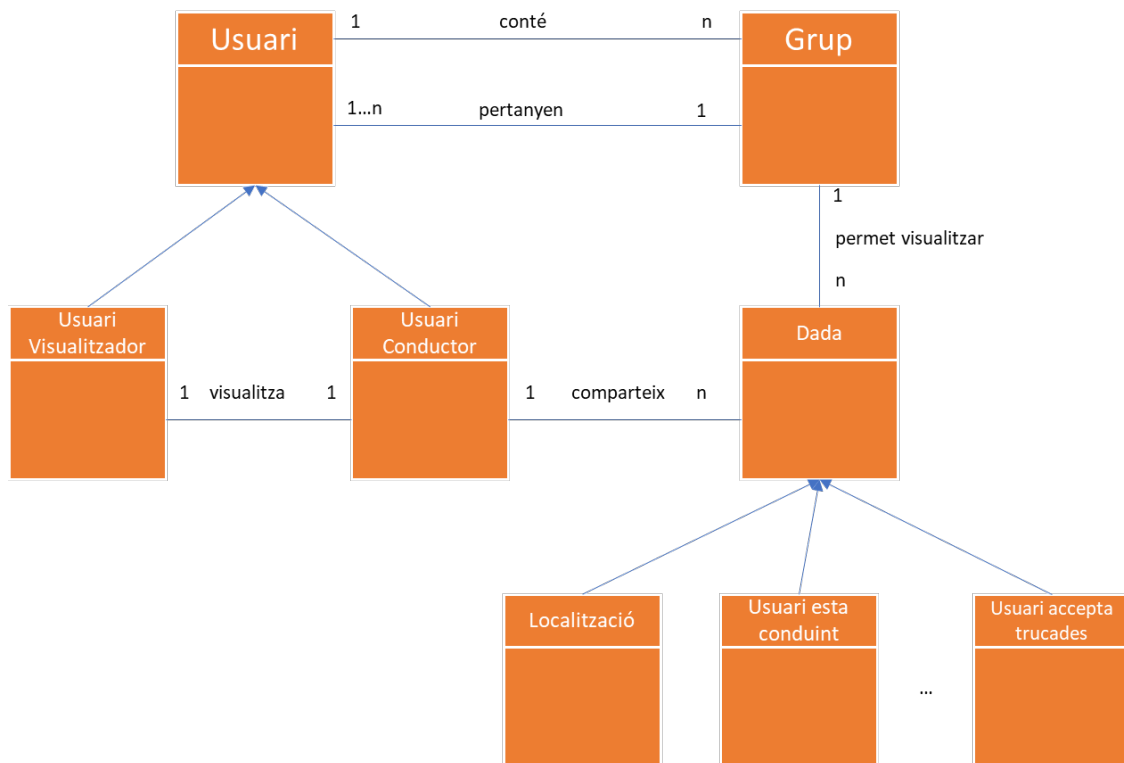 Usuari
1 conté n
Grup
1...n pertanyen 1
1
permet visualitzar
n
Usuari
Visualitzador
Usuari
Conductor
Dada
1 visualitza 1
1 comparteix n
Localització
Usuari esta
conduint
Usuari accepta
trucades
...